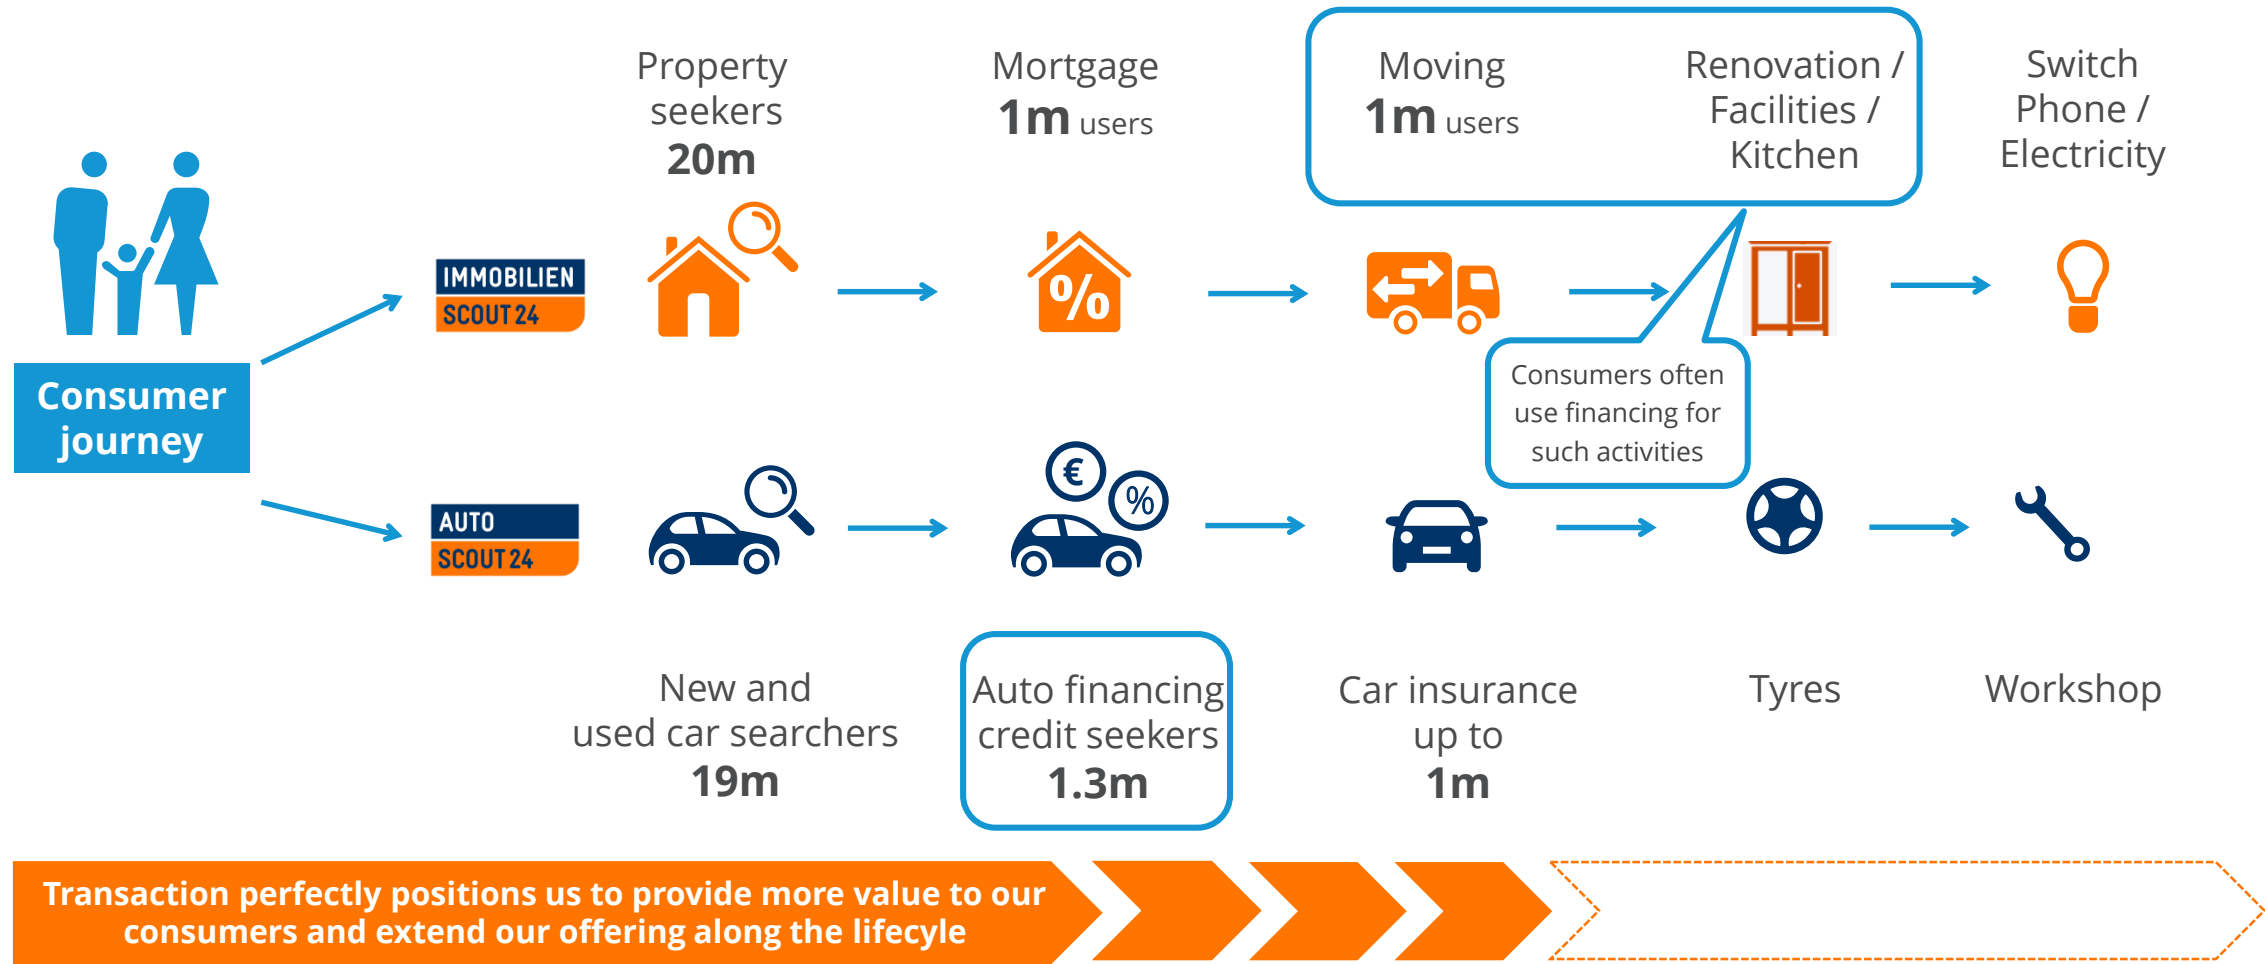 Property
seekers
20m
Mortgage
1m users
Moving
1m users
Renovation /
Facilities /
Kitchen
Switch
Phone /
Electricity
IMMOBILIEN
SCOUT 24
%
Consumer
journey
Consumers often
use financing for
such activities
AUTO
SCOUT 24
€
%
New and
used car searchers
19m
Auto financing
credit seekers
1.3m
Car insurance
up to
1m
Tyres
Workshop
Transaction perfectly positions us to provide more value to our
consumers and extend our offering along the lifecyle